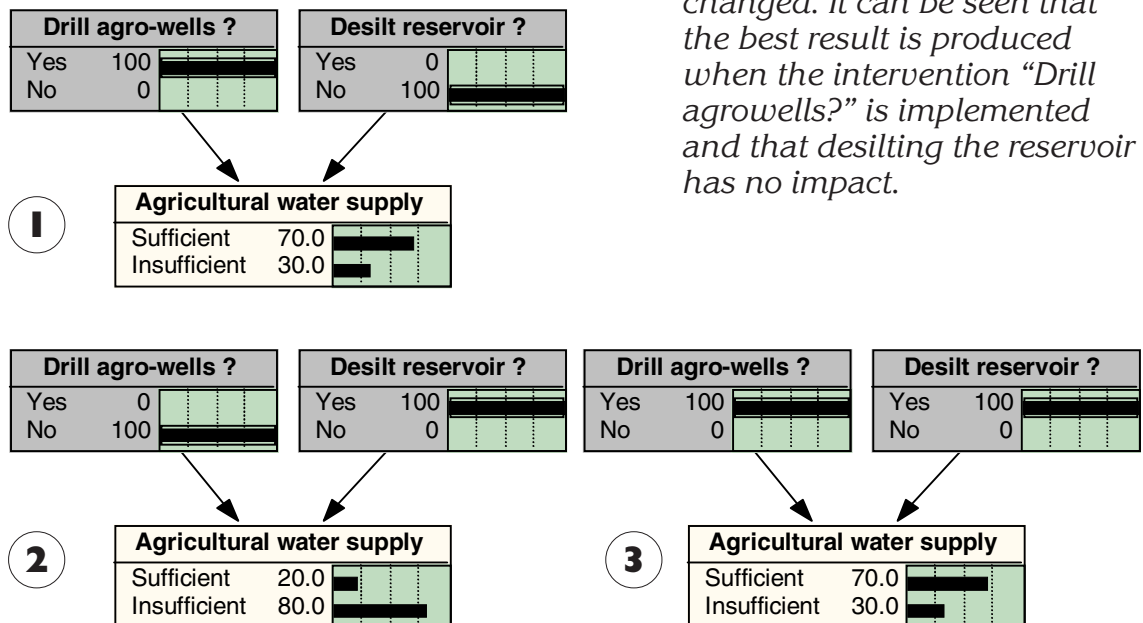 changed. It can be seen that
the best result is produced
when the intervention “Drill
agrowells?” is implemented
and that desilting the reservoir
has no impact.
Drill agro-wells ?
Yes 100
No 0
Desilt reservoir ?
Yes 0
No 100
1
Agricultural water supply
Sufficient 70.0
Insufficient 30.0
Drill agro-wells ?
Yes 0
No 100
Desilt reservoir ?
Yes 100
No 0
2
Agricultural water supply
Sufficient 20.0
Insufficient 80.0
Drill agro-wells ?
Yes 100
No 0
Desilt reservoir ?
Yes 100
No 0
3
Agricultural water supply
Sufficient 70.0
Insufficient 30.0